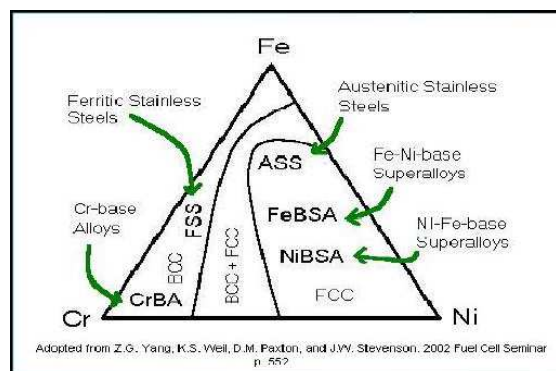 Fe
Ferritic Stainless
Steels
Austenitic Stainless
Steels
ASS
Fe-Ni-base
Superalloys
Cr-base
Alloys
FSS
FeBSA
NI-Fe-base
Superalloys
BCC
BCC + FCC
NiBSA
CrBA
FCC
Cr
Ni
Adopted from Z.G. Yang, K.S. Weil, D.M. Paxton, and J.W. Stevenson. 2002 Fuel Cell Seminar
p. 552